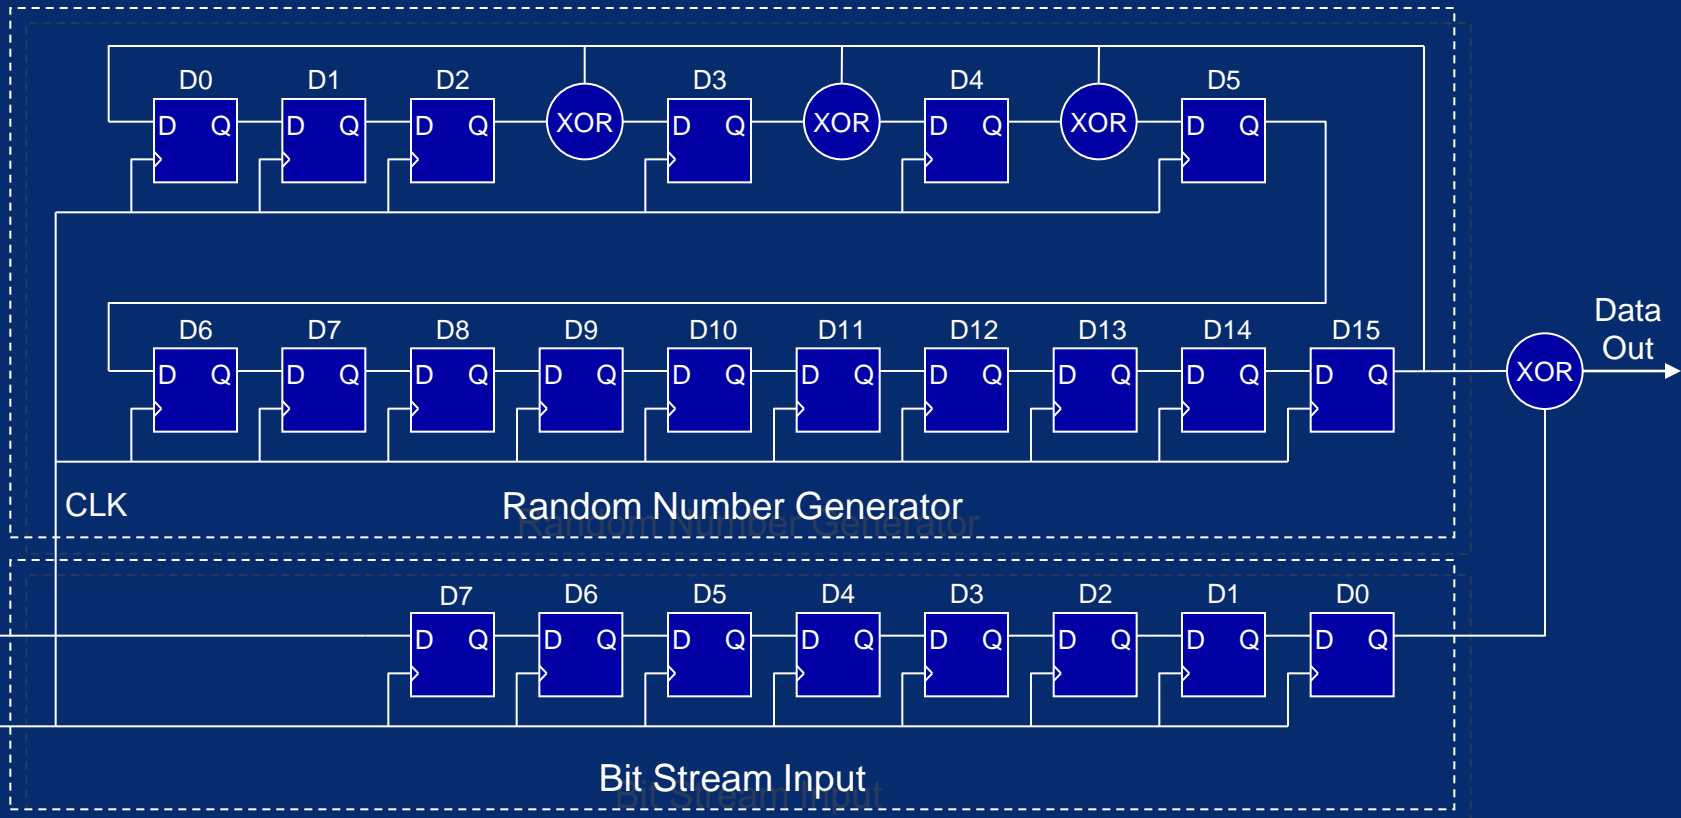 D0 D1 D2 D3 D4 D5
D Q D Q D Q XOR D Q XOR D Q XOR D Q
D6 D7 D8 D9 D10 D11 D12 D13 D14 D15
D Q D Q D Q D Q D Q D Q D Q D Q D Q D Q XOR
Data
Out
CLK
Random Number Generator
D7 D6 D5 D4 D3 D2 D1 D0
D Q D Q D Q D Q D Q D Q D Q D Q
Bit Stream Input